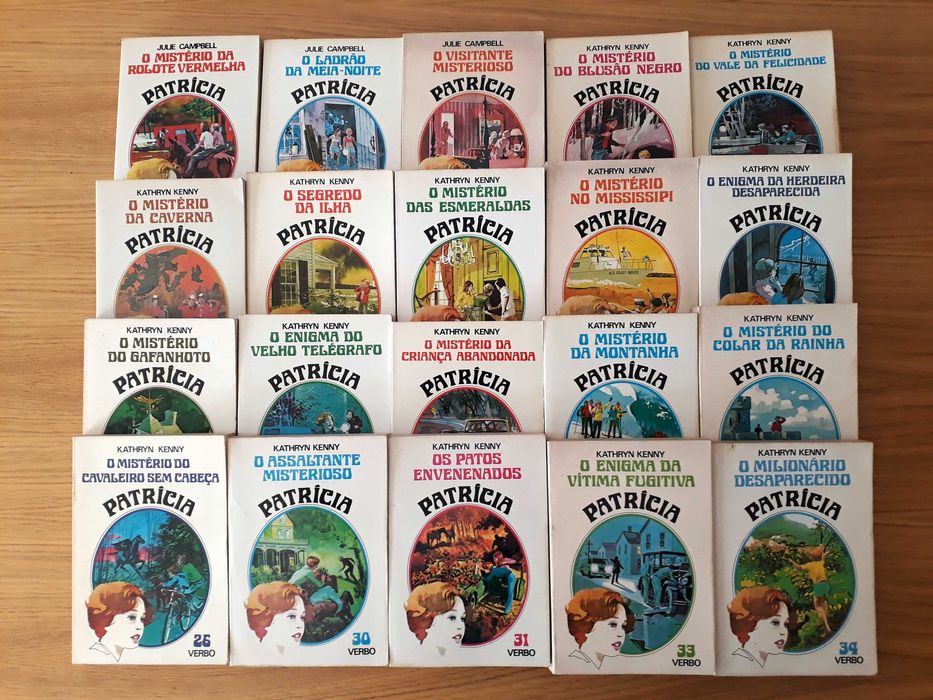 JULIE CAMPBELL
O MISTÉRIO DA
ROLOTE VERMELHA
PATRÍCIA
JULIE CAMPBELL
O LADRÃO
DA MEIA-NOITE
PATRÍCIA
JULIE CAMPBELL
O VISITANTE
MISTERIOSO
PATRÍCIA
KATHRYN KENNY
O MISTÉRIO
DO BLUSÃO NEGRO
PATRÍCIA
KATHRYN KENNY
O MISTÉRIO
DO VALE DA FELICIDADE
PATRÍCIA
KATHRYN KENNY
O MISTÉRIO
DA CAVERNA
PATRÍCIA
KATHRYN KENNY
O SEGREDO
DA ILHA
PATRÍCIA
KATHRYN KENNY
O MISTÉRIO
DAS ESMERALDAS
PATRÍCIA
KATHRYN KENNY
O MISTÉRIO
NO MISSISSIPI
PATRÍCIA
U.S. COAST GUARD
KATHRYN KENNY
O ENIGMA DA HERDEIRA
DESAPARECIDA
PATRÍCIA
KATHRYN KENNY
O MISTÉRIO
DO GAFANHOTO
PATRÍCIA
KATHRYN KENNY
O ENIGMA DO
VELHO TELÉGRAFO
PATRÍCIA
KATHRYN KENNY
O MISTÉRIO DA
CRIANÇA ABANDONADA
PATRÍCIA
KATHRYN KENNY
O MISTÉRIO
DA MONTANHA
PATRÍCIA
KATHRYN KENNY
O MISTÉRIO DO
COLAR DA RAINHA
PATRÍCIA
KATHRYN KENNY
O MISTÉRIO DO
CAVALEIRO SEM CABEÇA
PATRÍCIA
26
VERBO
KATHRYN KENNY
O ASSALTANTE
MISTERIOSO
PATRÍCIA
30
VERBO
KATHRYN KENNY
OS PATOS
ENVENENADOS
PATRÍCIA
31
VERBO
KATHRYN KENNY
O ENIGMA DA
VÍTIMA FUGITIVA
PATRÍCIA
33
VERBO
KATHRYN KENNY
O MILIONÁRIO
DESAPARECIDO
PATRÍCIA
34
VERBO